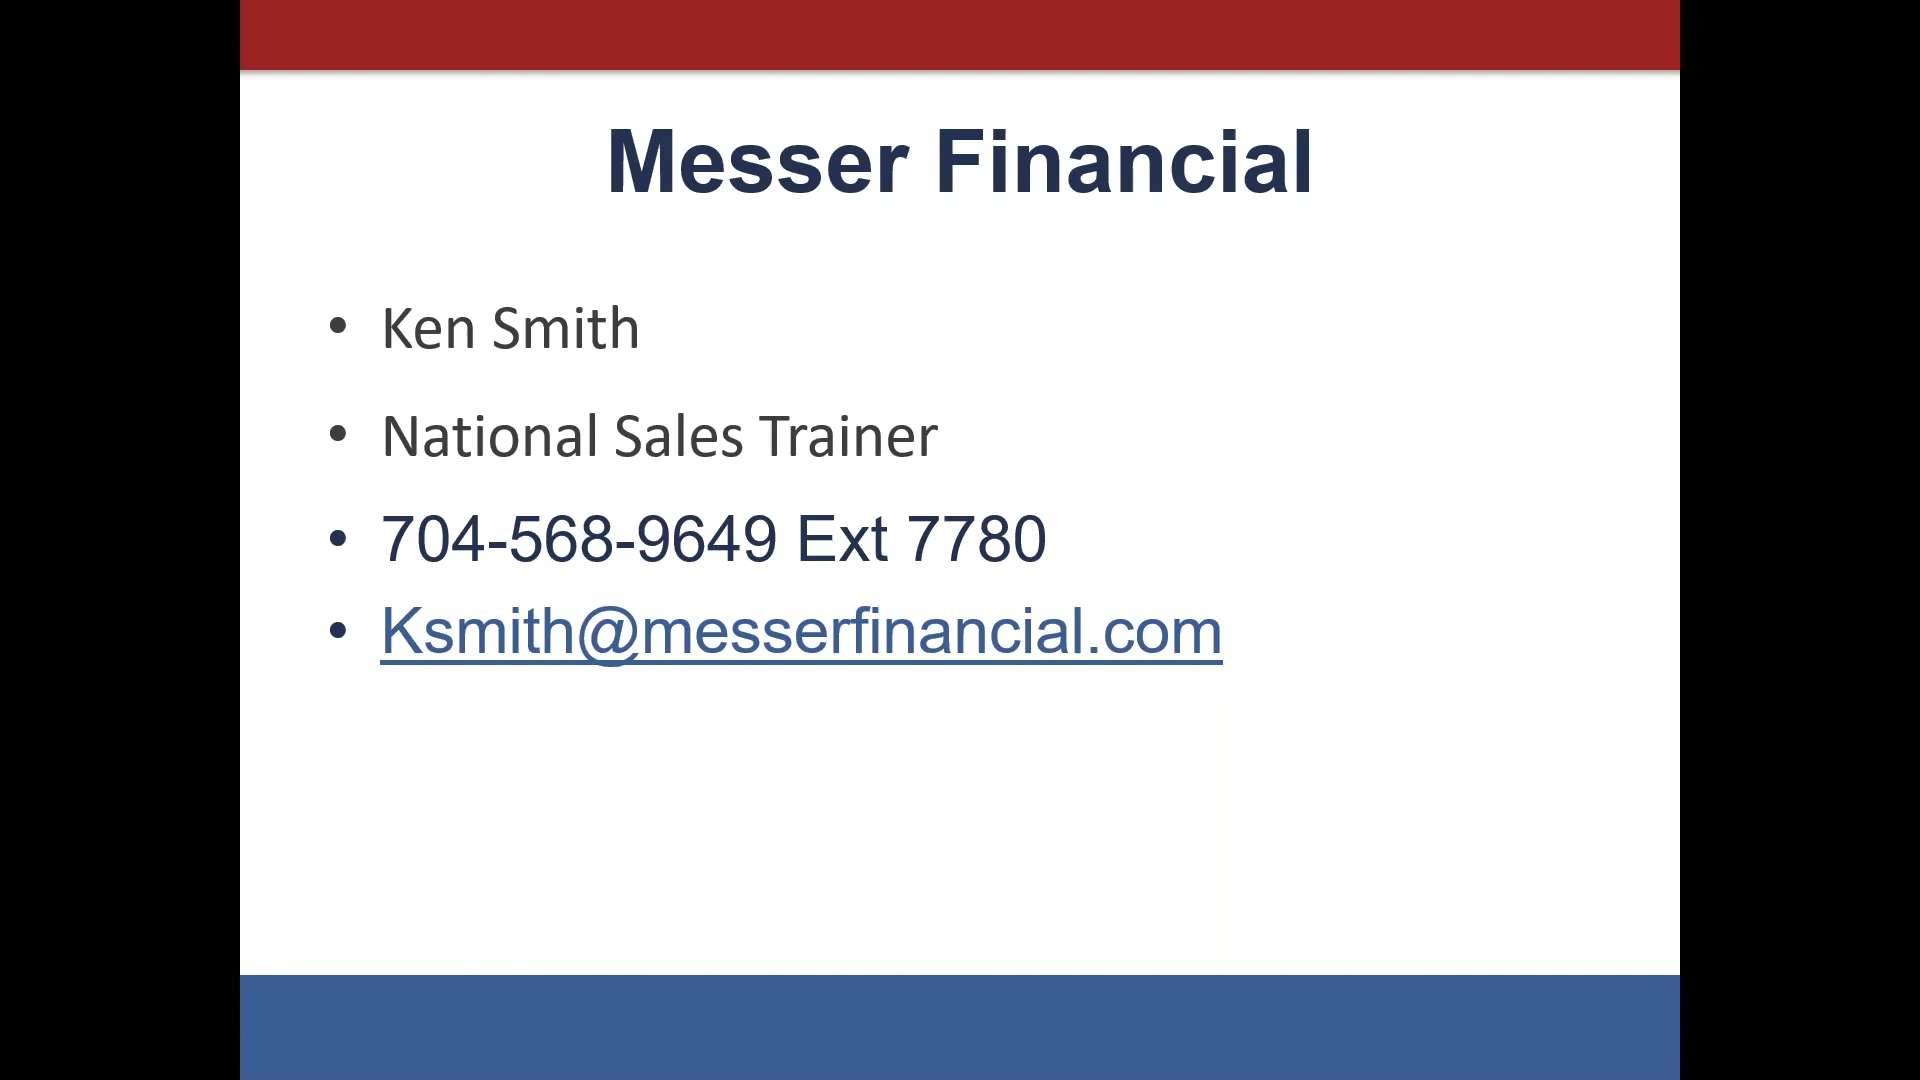 Messer Financial
• Ken Smith
• National Sales Trainer
• 704-568-9649 Ext 7780
• Ksmith@messerfinancial.com